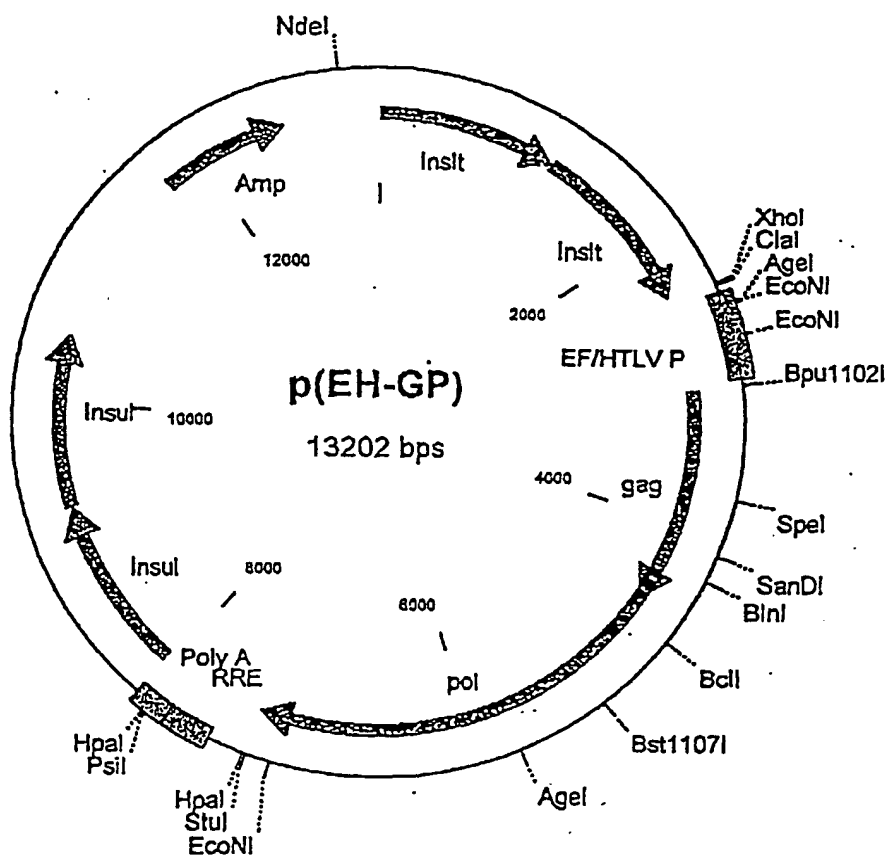 NdeI
Amp
Inslt
I
12000
Inslt
2000
XhoI
ClaI
AgeI
EcoNI
EcoNI
EF/HTLV P
Bpu1102I
p(EH-GP)
13202 bps
Insul
10000
4000
gag
SpeI
SanDI
BlnI
Insul
8000
6000
BclI
Poly A
RRE
pol
Bst1107I
HpaI
PsiI
AgeI
HpaI
StuI
EcoNI